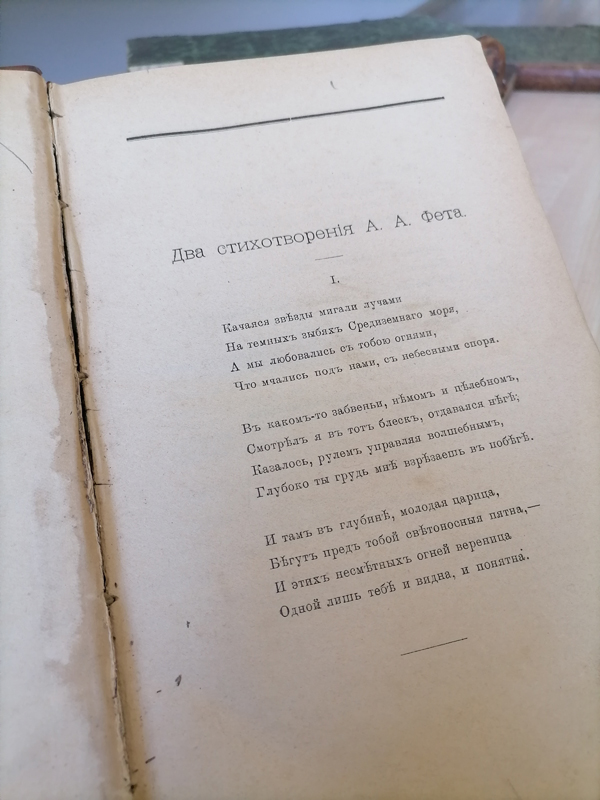 Два стихотворенія А. А. Фета.
I.
Качаяся звѣзды мигали лучами
На темныхъ зыбяхъ Средиземнаго моря,
А мы любовались съ тобою огнями,
Что мчались подъ нами, съ небесными споря.
Въ какомъ-то забвеньи, нѣмомъ и цѣлебномъ,
Смотрѣлъ я въ тотъ блескъ, отдаваяся нѣгѣ;
Казалось, рулемъ управляя волшебнымъ,
Глубоко ты грудь мнѣ взрѣзаешь въ побѣгѣ.
И тамъ въ глубинѣ, молодая царица,
Бѣгутъ предъ тобой свѣтоносныя пятна,—
И этихъ несмѣтныхъ огней вереница
Одной лишь тебѣ и видна, и понятна.